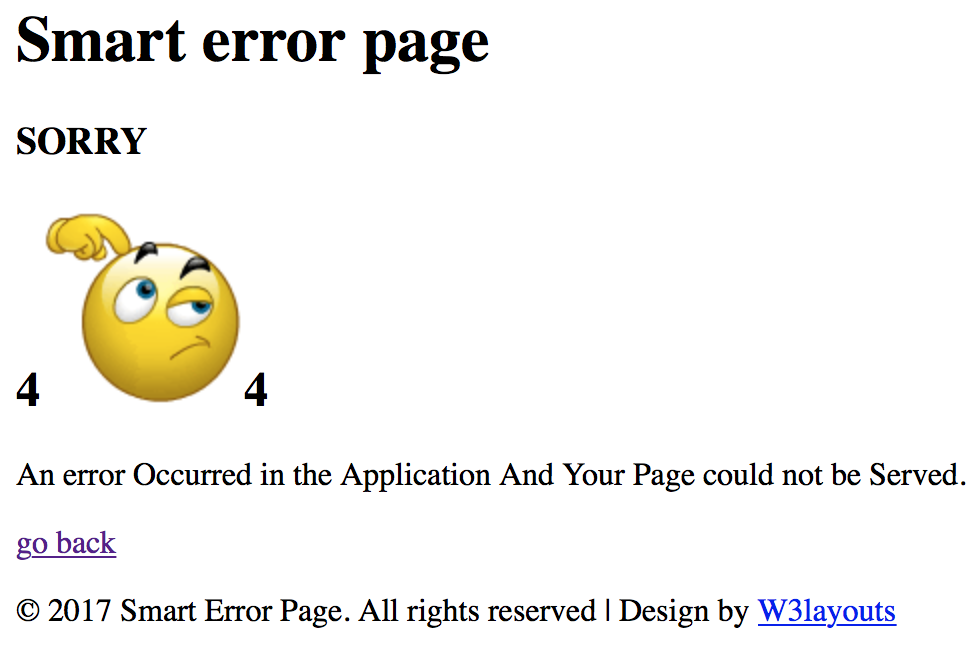 Smart error page
SORRY
4 4
An error Occurred in the Application And Your Page could not be Served.
go back
© 2017 Smart Error Page. All rights reserved | Design by W3layouts